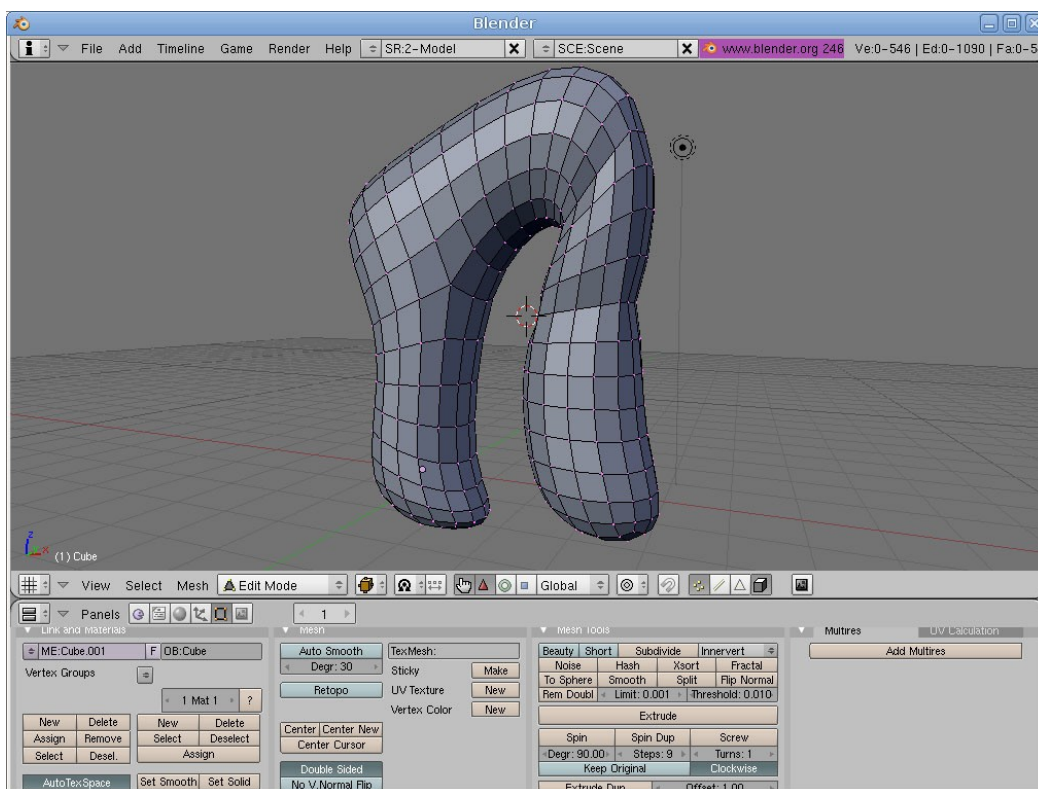 Blender
File Add Timeline Game Render Help SR:2-Model X SCE:Scene X www.blender.org 246 Ve:0-546 | Ed:0-1090 | Fa:0-5
z
x
(1) Cube
View Select Mesh Edit Mode Global
Panels 1
Link and Materials Mesh Mesh Tools Multires UV Calculation
ME:Cube.001 F OB:Cube Auto Smooth TexMesh: Beauty Short Subdivide Innervert Add Multires
Vertex Groups Degr: 30 Sticky Make Noise Hash Xsort Fractal
Retopo UV Texture New To Sphere Smooth Split Flip Normal
1 Mat 1 ? Vertex Color New Rem Doubl Limit: 0.001 Threshold: 0.010
New Delete New Delete Center Center New Extrude
Assign Remove Select Deselect Center Cursor Spin Spin Dup Screw
Select Desel. Assign Degr: 90.00 Steps: 9 Turns: 1
Double Sided Keep Original Clockwise
AutoTexSpace Set Smooth Set Solid No V.Normal Flip Extrude Dup Offset: 1.00